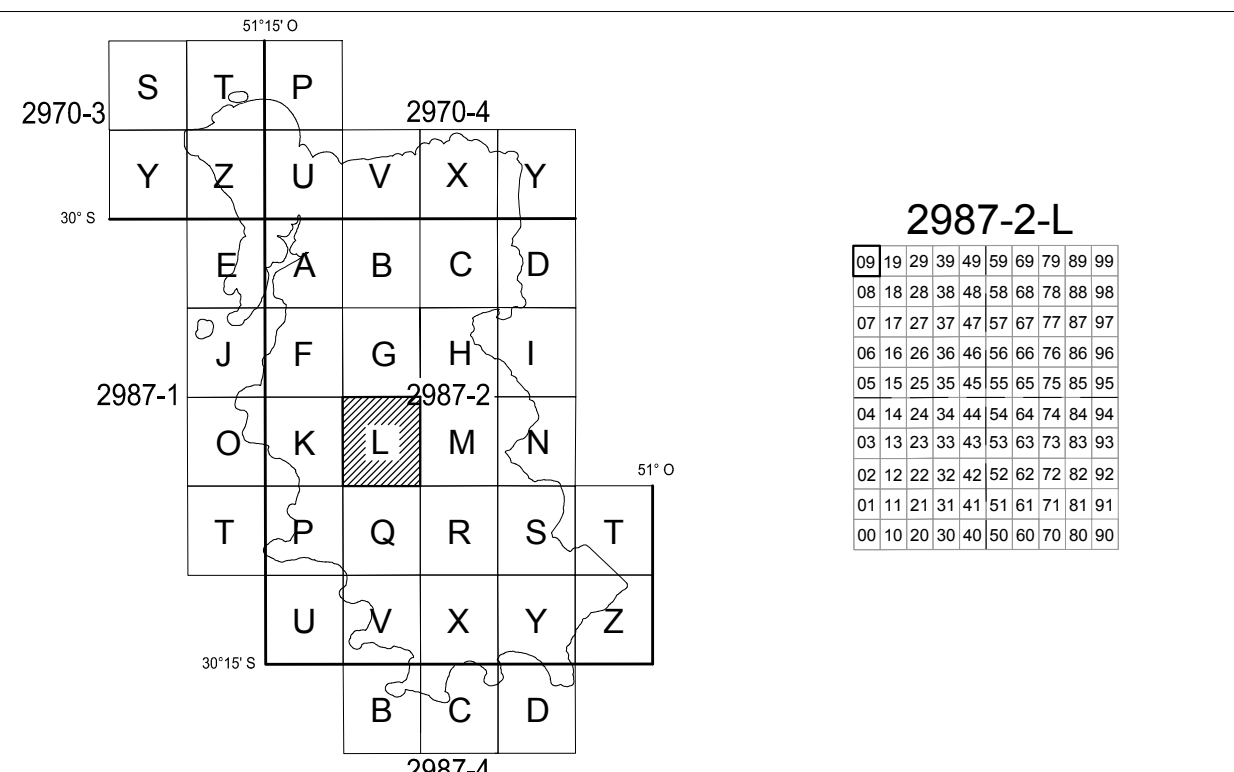 51°15' O
S T P
2970-3 2970-4
Y Z U V X Y
30° S
E A B C D
J F G H I
2987-1 2987-2
O K L M N
51° O
T P Q R S T
U V X Y Z
30°15' S
B C D
2987-4
2987-2-L
09 19 29 39 49 59 69 79 89 99
08 18 28 38 48 58 68 78 88 98
07 17 27 37 47 57 67 77 87 97
06 16 26 36 46 56 66 76 86 96
05 15 25 35 45 55 65 75 85 95
04 14 24 34 44 54 64 74 84 94
03 13 23 33 43 53 63 73 83 93
02 12 22 32 42 52 62 72 82 92
01 11 21 31 41 51 61 71 81 91
00 10 20 30 40 50 60 70 80 90